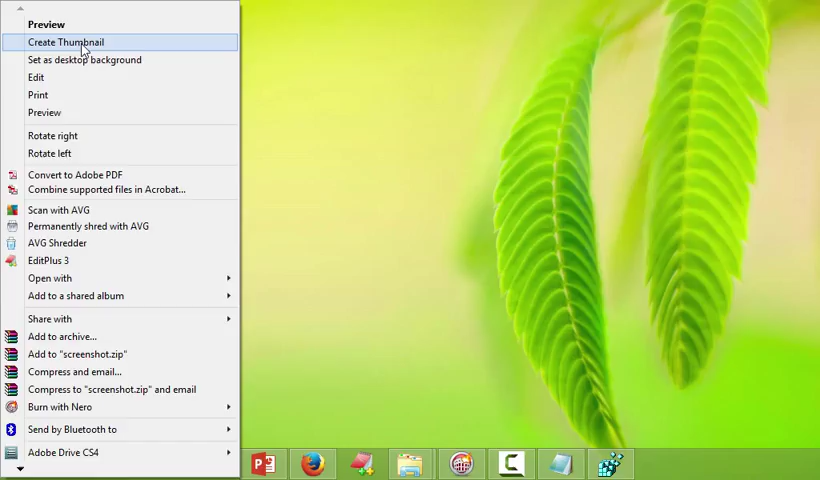 Preview
Create Thumbnail
Set as desktop background
Edit
Print
Preview
Rotate right
Rotate left
Convert to Adobe PDF
Combine supported files in Acrobat...
Scan with AVG
Permanently shred with AVG
AVG Shredder
EditPlus 3
Open with
Add to a shared album
Share with
Add to archive...
Add to "screenshot.zip"
Compress and email...
Compress to "screenshot.zip" and email
Burn with Nero
Send by Bluetooth to
Adobe Drive CS4